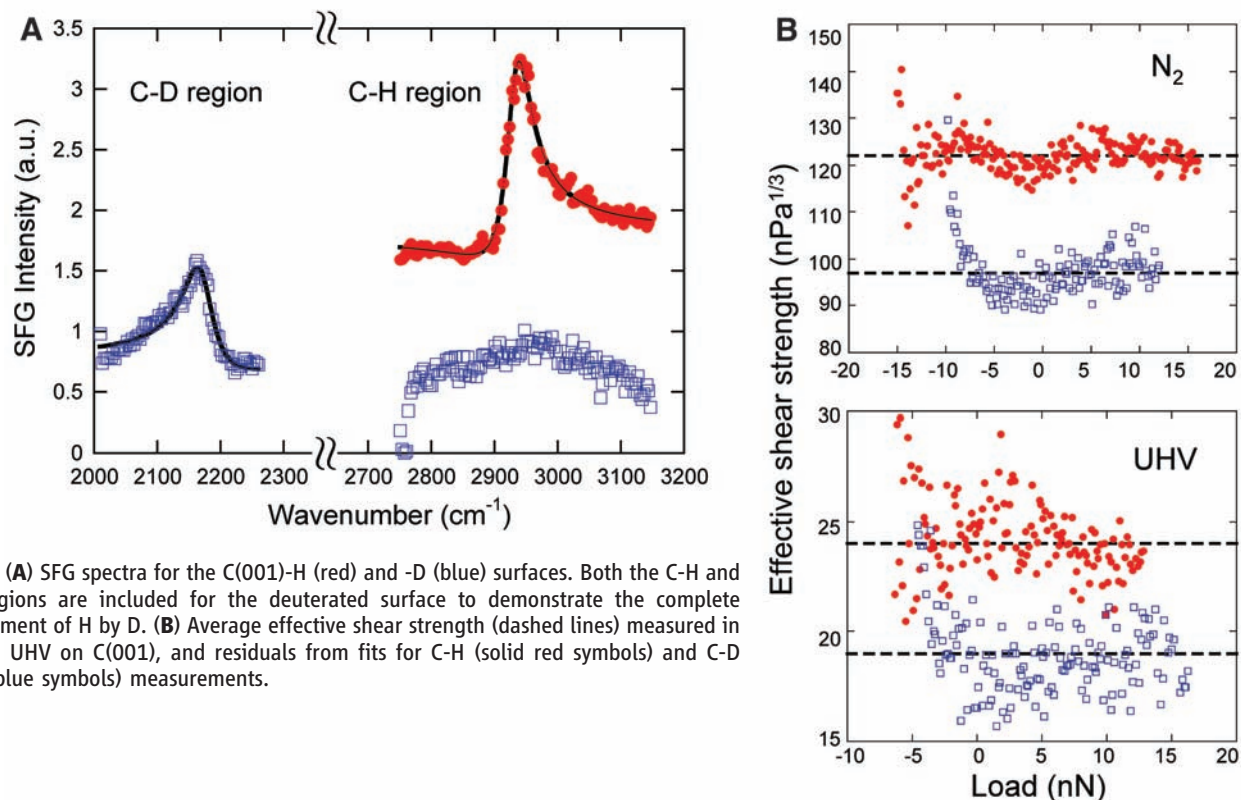 A
3.5
3
2.5
2
1.5
1
0.5
0
SFG Intensity (a.u.)
C-D region
C-H region
2000 2100 2200 2300 2700 2800 2900 3000 3100 3200
Wavenumber (cm-1)
(A) SFG spectra for the C(001)-H (red) and -D (blue) surfaces. Both the C-H and
egions are included for the deuterated surface to demonstrate the complete
ment of H by D. (B) Average effective shear strength (dashed lines) measured in
UHV on C(001), and residuals from fits for C-H (solid red symbols) and C-D
blue symbols) measurements.
B
150
140
130
120
110
100
90
80
N2
-20 -15 -10 -5 0 5 10 15 20
Effective shear strength (nPa1/3)
30
25
20
15
UHV
-10 -5 0 5 10 15 20
Load (nN)